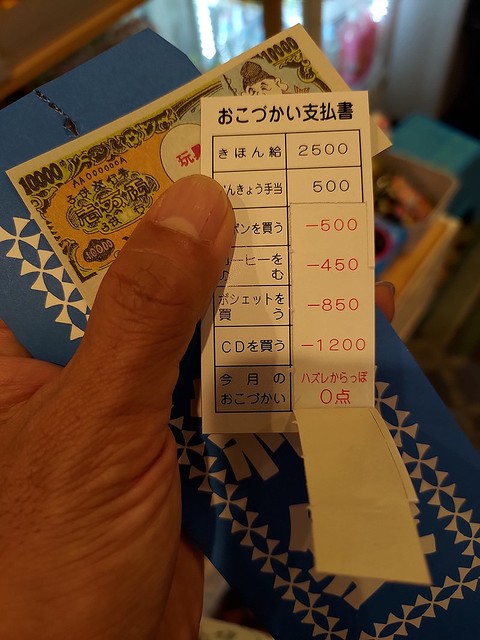 10000
10000
AA000000A
玩
10000
おこづかい支払書
きほん給 2500
んきょう手当 500
ンを買う -500
ーヒーを
む -450
ポシェットを
買う -850
CDを買う -1200
今月の
おこづかい
ハズレからっぽ
0点